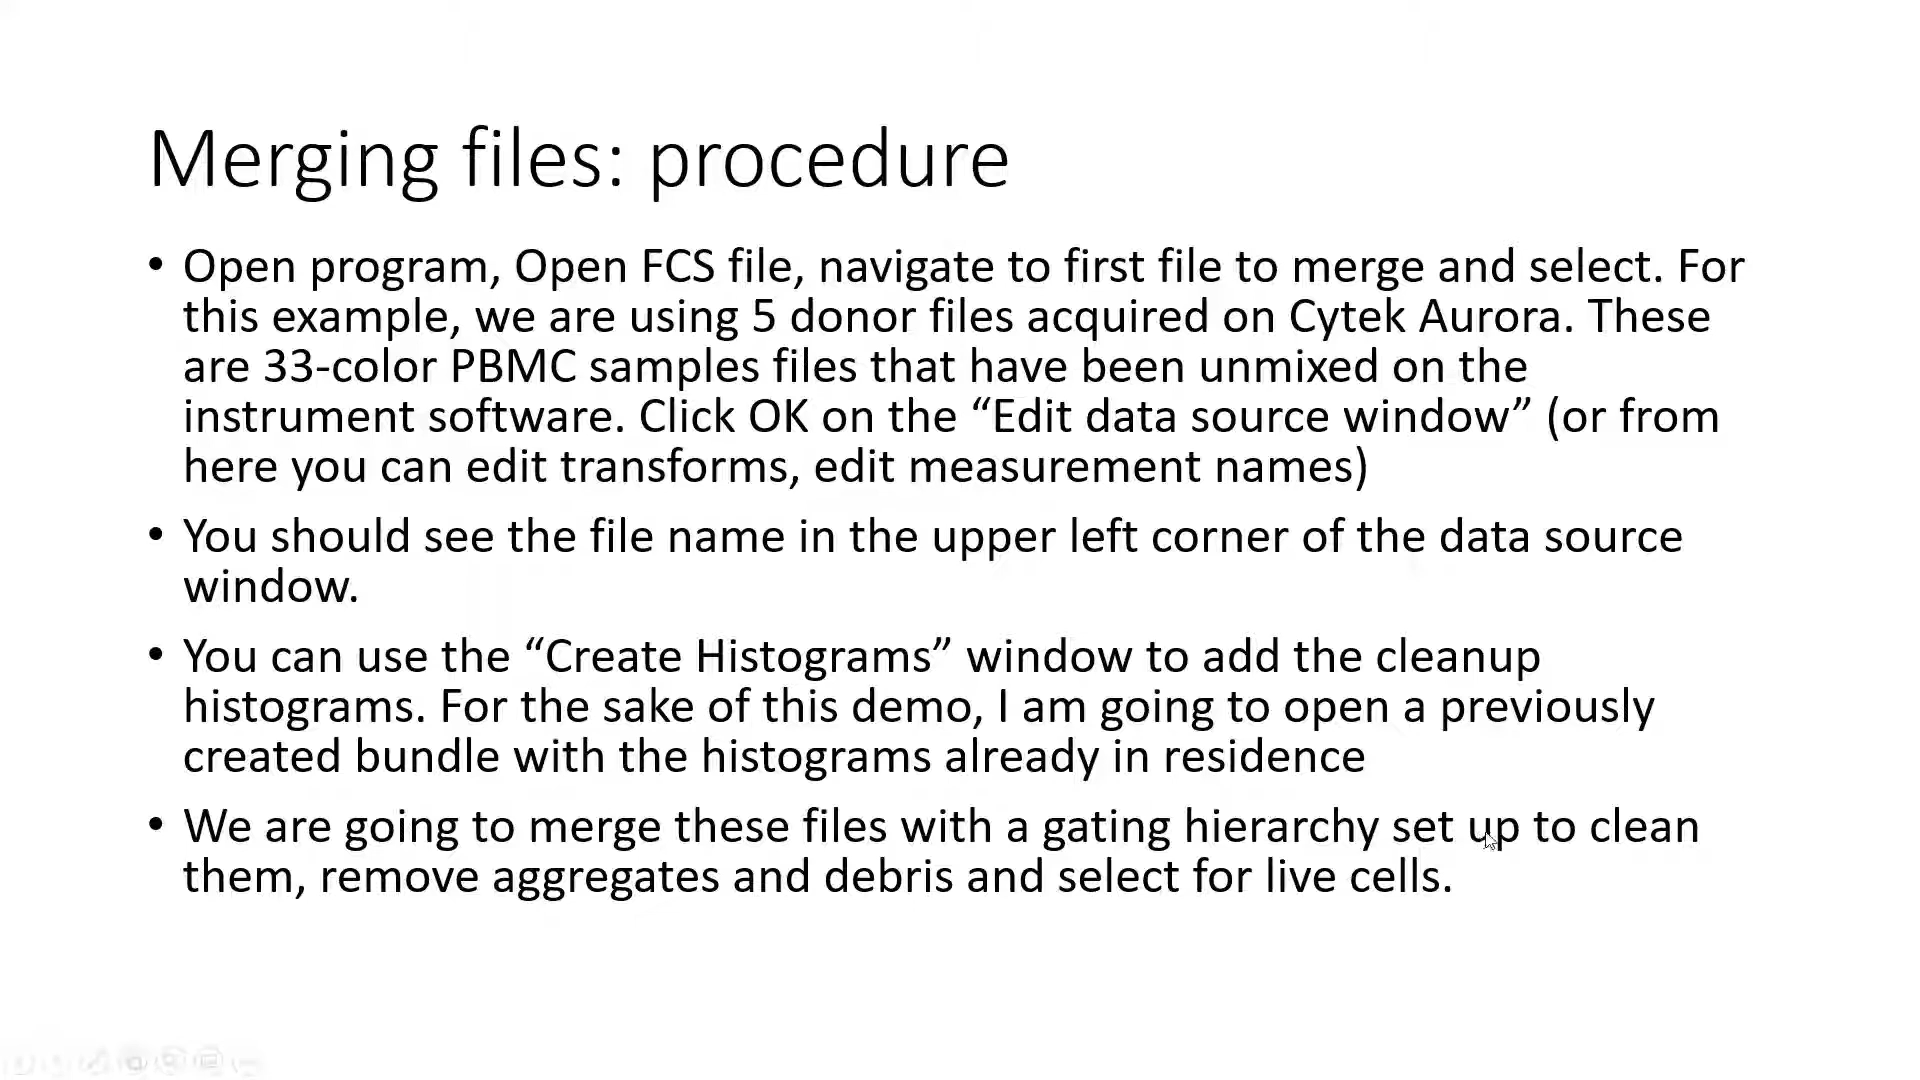 Merging files: procedure
• Open program, Open FCS file, navigate to first file to merge and select. For
this example, we are using 5 donor files acquired on Cytek Aurora. These
are 33-color PBMC samples files that have been unmixed on the
instrument software. Click OK on the “Edit data source window” (or from
here you can edit transforms, edit measurement names)
• You should see the file name in the upper left corner of the data source
window.
• You can use the “Create Histograms” window to add the cleanup
histograms. For the sake of this demo, I am going to open a previously
created bundle with the histograms already in residence
• We are going to merge these files with a gating hierarchy set up to clean
them, remove aggregates and debris and select for live cells.